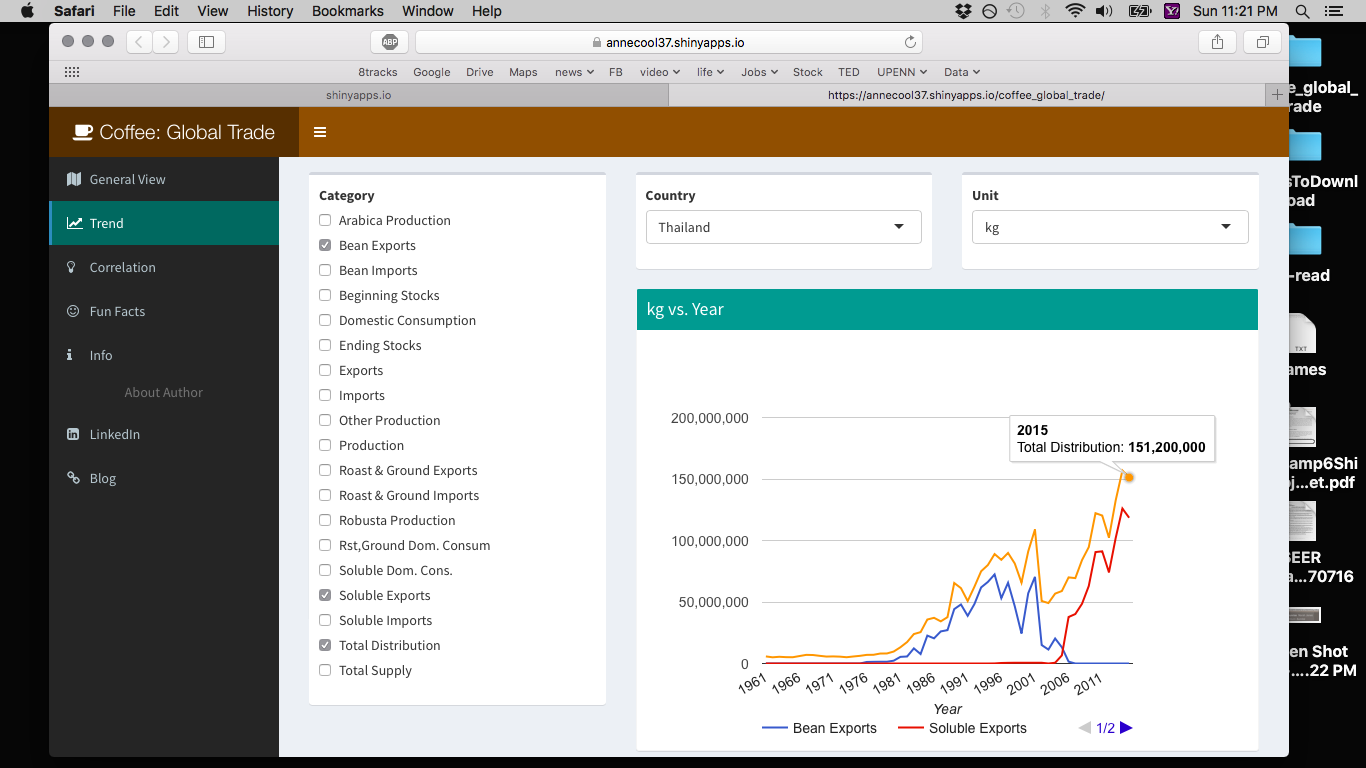 Safari File Edit View History Bookmarks Window Help Sun 11:21 PM
ABP annecool37.shinyapps.io
8tracks Google Drive Maps news FB video life Jobs Stock TED UPENN Data
shinyapps.io https://annecool37.shinyapps.io/coffee_global_trade/ +
Coffee: Global Trade
General View
Trend
Correlation
Fun Facts
Info
About Author
LinkedIn
Blog
Category
Arabica Production
Bean Exports
Bean Imports
Beginning Stocks
Domestic Consumption
Ending Stocks
Exports
Imports
Other Production
Production
Roast & Ground Exports
Roast & Ground Imports
Robusta Production
Rst,Ground Dom. Consum
Soluble Dom. Cons.
Soluble Exports
Soluble Imports
Total Distribution
Total Supply
Country
Thailand
Unit
kg
kg vs. Year
200,000,000
150,000,000
100,000,000
50,000,000
0
2015
Total Distribution: 151,200,000
1961 1966 1971 1976 1981 1986 1991 1996 2001 2006 2011
Year
Bean Exports Soluble Exports 1/2
e_global_
rade
sToDownl
oad
-read
TXT
ames
amp6Shi
oj...et.pdf
SEER
a...70716
en Shot
-....22 PM